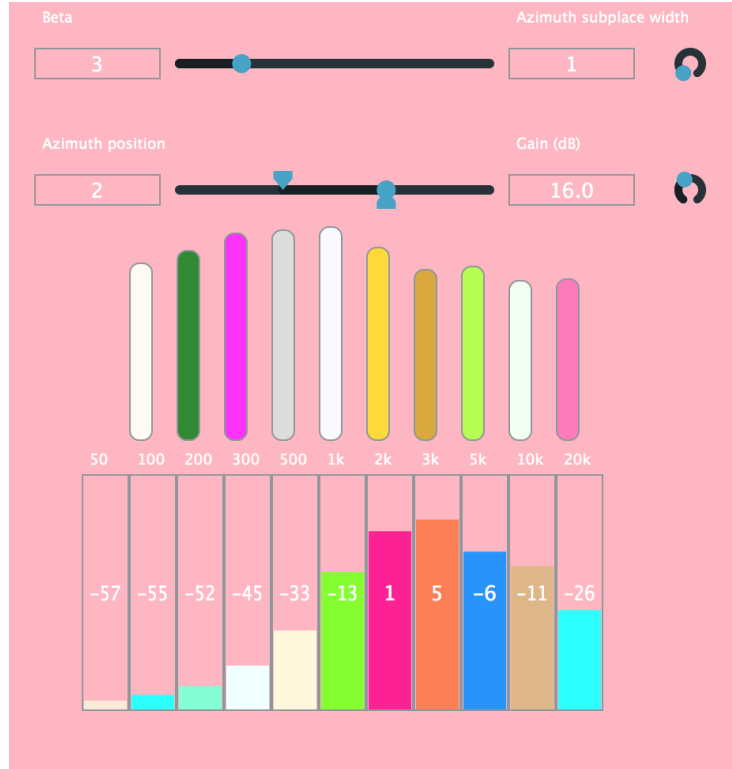 Beta Azimuth subplace width
3 1
Azimuth position Gain (dB)
2 16.0
50 100 200 300 500 1k 2k 3k 5k 10k 20k
-57 -55 -52 -45 -33 -13 1 5 -6 -11 -26